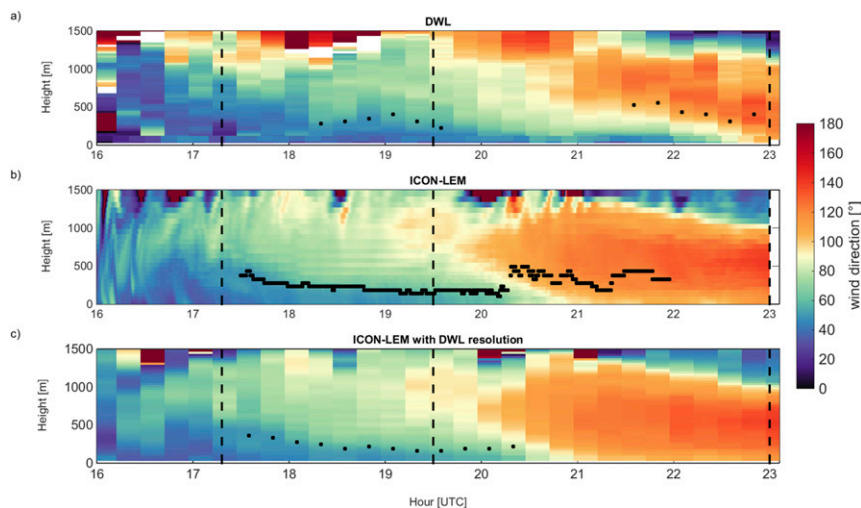 a)
DWL
Height [m]
1500
1000
500
0
16 17 18 19 20 21 22 23
b)
ICON-LEM
Height [m]
1500
1000
500
0
16 17 18 19 20 21 22 23
c)
ICON-LEM with DWL resolution
Height [m]
1500
1000
500
0
16 17 18 19 20 21 22 23
Hour [UTC]
180
160
140
120
100
80
60
40
20
0
wind direction [°]